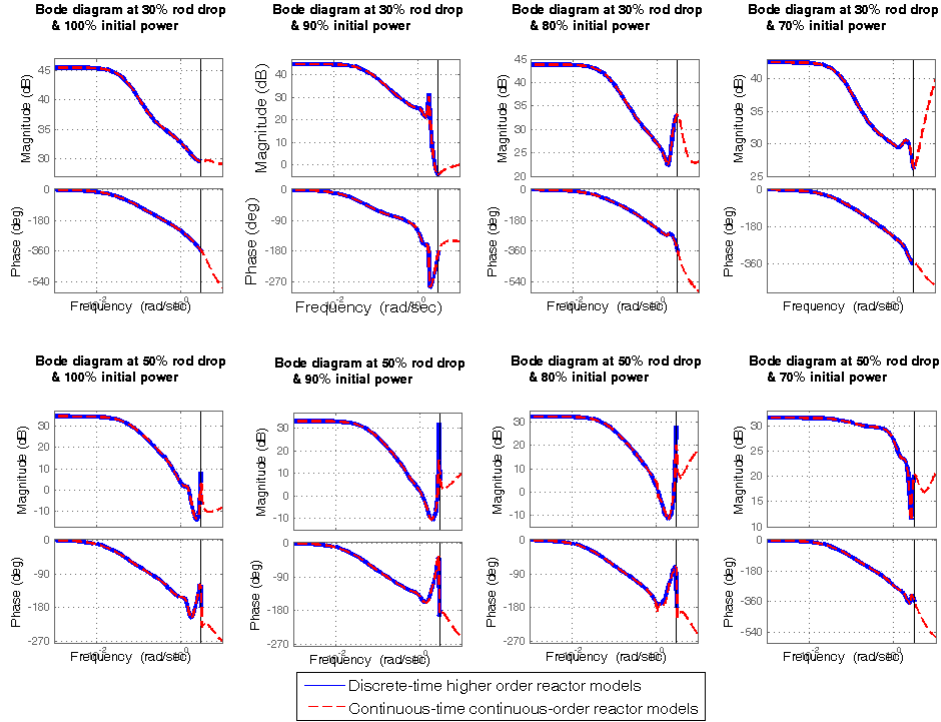 Bode diagram at 30% rod drop
& 100% initial power
Bode diagram at 30% rod drop
& 90% initial power
Bode diagram at 30% rod drop
& 80% initial power
Bode diagram at 30% rod drop
& 70% initial power
Magnitude (dB)
45
40
35
30
Magnitude (dB)
40
30
20
10
0
Magnitude (dB)
45
40
35
30
25
20
Magnitude (dB)
40
35
30
25
Phase (deg)
0
-180
-360
-540
Phase (deg)
0
-90
-180
-270
Phase (deg)
0
-180
-360
-540
Phase (deg)
0
-180
-360
Frequency (rad/sec)
Frequency (rad/sec)
Frequency (rad/sec)
Frequency (rad/sec)
Bode diagram at 50% rod drop
& 100% initial power
Bode diagram at 50% rod drop
& 90% initial power
Bode diagram at 50% rod drop
& 80% initial power
Bode diagram at 50% rod drop
& 70% initial power
Magnitude (dB)
30
20
10
0
-10
Magnitude (dB)
30
20
10
0
-10
Magnitude (dB)
30
20
10
0
-10
Magnitude (dB)
30
25
20
15
10
Phase (deg)
0
-90
-180
-270
Phase (deg)
0
-90
-180
-270
Phase (deg)
0
-90
-180
-270
Phase (deg)
0
-180
-360
-540
Frequency (rad/sec)
Frequency (rad/sec)
Frequency (rad/sec)
Frequency (rad/sec)
Discrete-time higher order reactor models
Continuous-time continuous-order reactor models